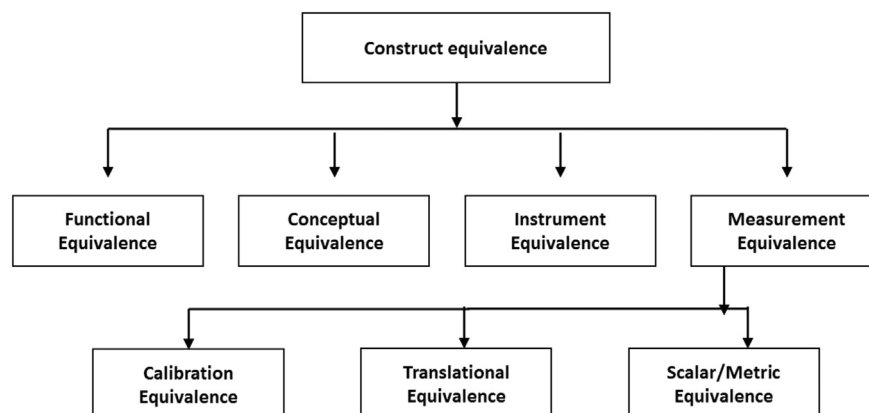 Construct equivalence
Functional
Equivalence
Conceptual
Equivalence
Instrument
Equivalence
Measurement
Equivalence
Calibration
Equivalence
Translational
Equivalence
Scalar/Metric
Equivalence